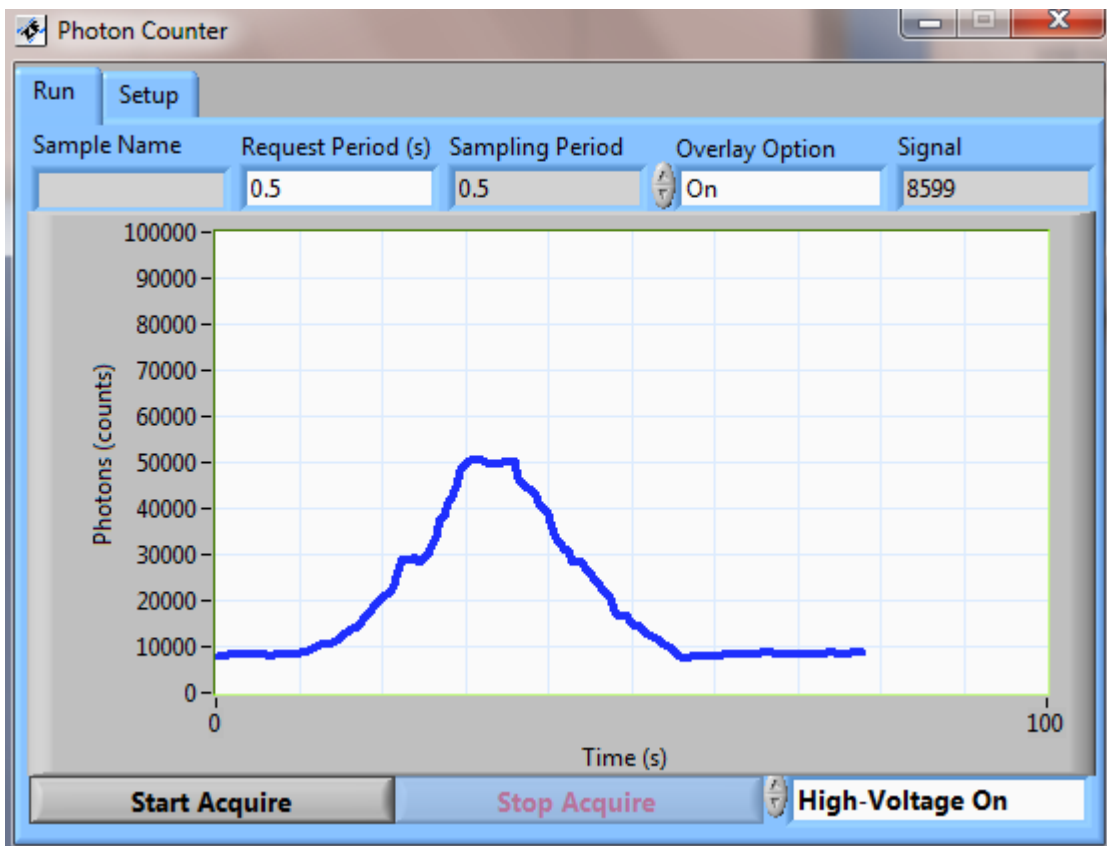 Photon Counter
Run Setup
Sample Name Request Period (s) Sampling Period Overlay Option Signal
0.5 0.5 On 8599
100000
90000
80000
70000
60000
50000
40000
30000
20000
10000
0
Photons (counts)
0 100
Time (s)
Start Acquire Stop Acquire High-Voltage On